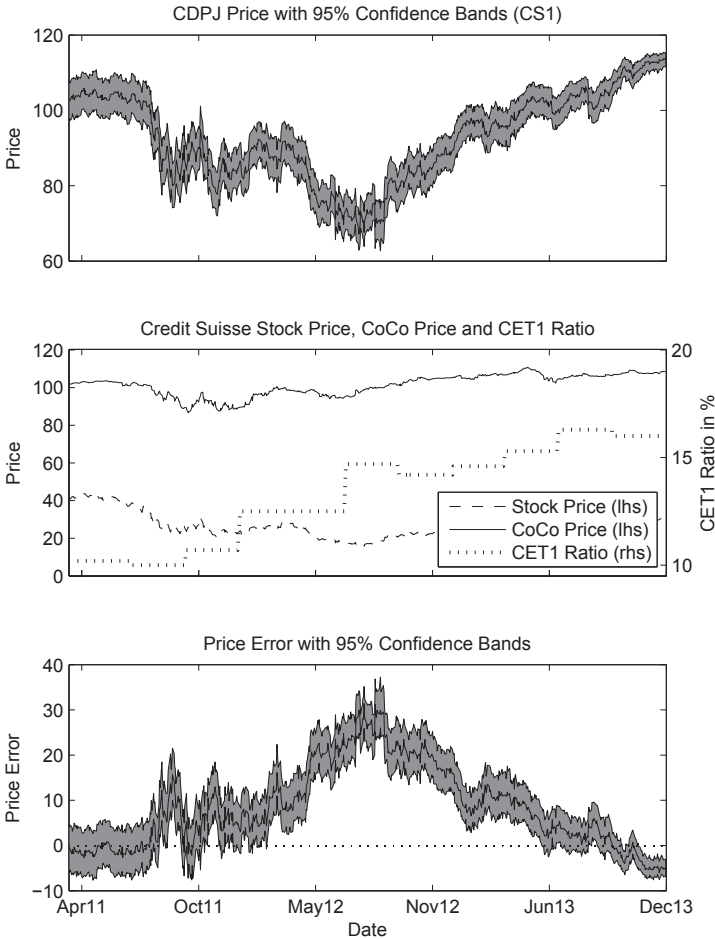 CDPJ Price with 95% Confidence Bands (CS1)
120
100
80
60
Price
Credit Suisse Stock Price, CoCo Price and CET1 Ratio
120
100
80
60
40
20
0
Price
20
15
10
CET1 Ratio in %
Stock Price (lhs)
CoCo Price (lhs)
CET1 Ratio (rhs)
Price Error with 95% Confidence Bands
40
30
20
10
0
−10
Price Error
Apr11 Oct11 May12 Nov12 Jun13 Dec13
Date